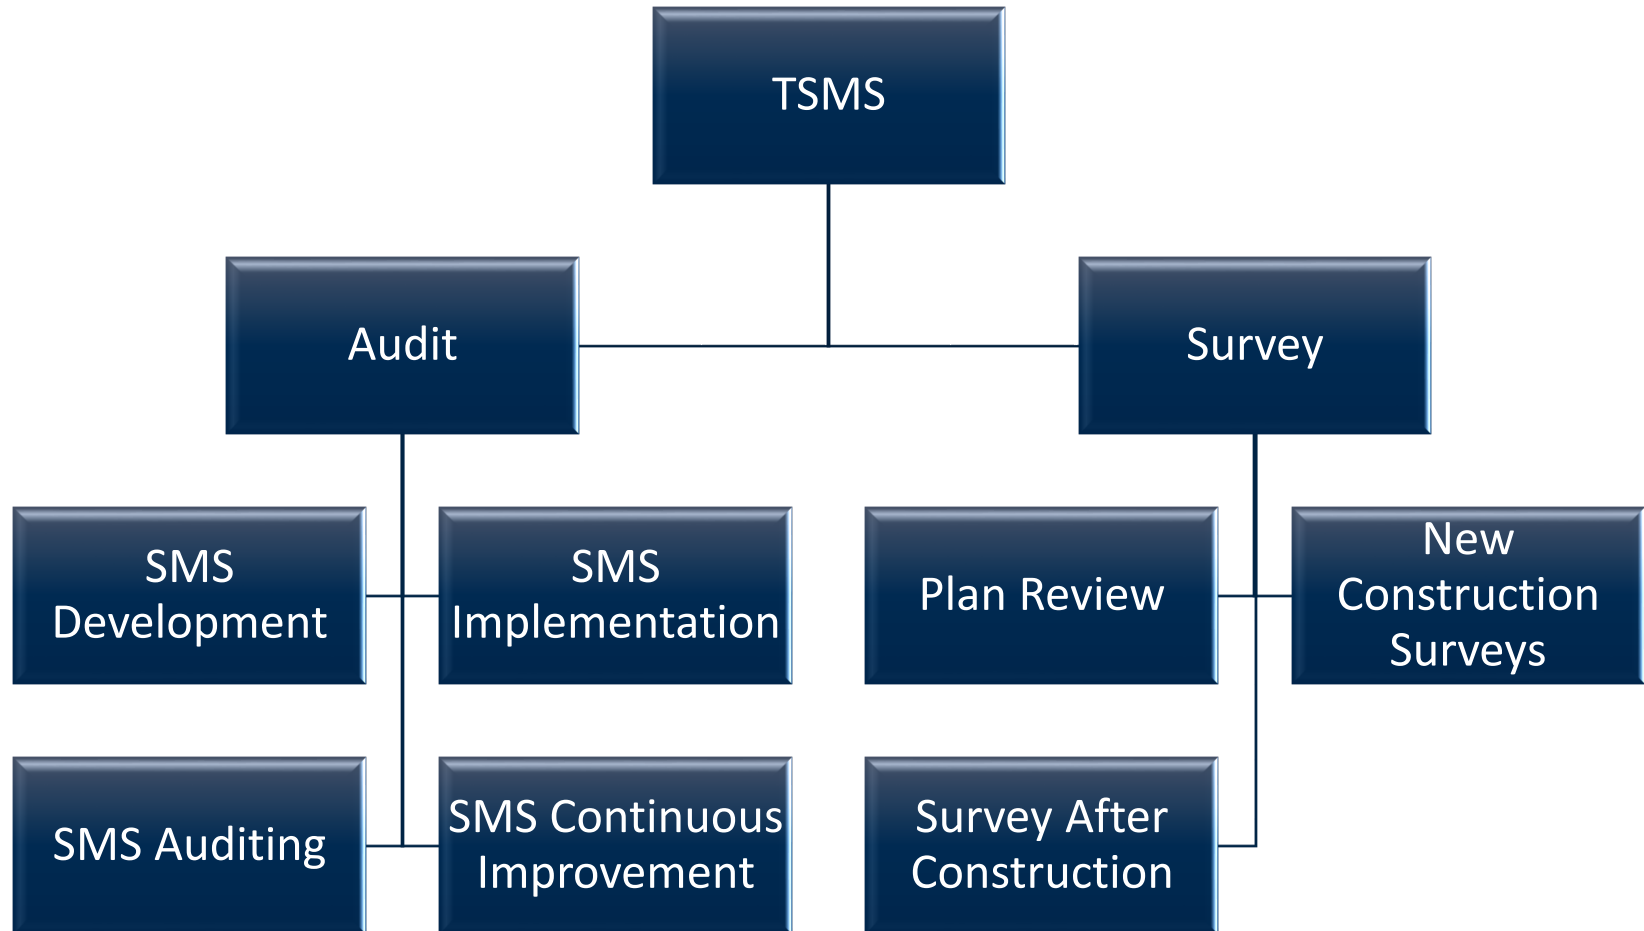 TSMS
Audit
Survey
SMS
Development
SMS
Implementation
Plan Review
New
Construction
Surveys
SMS Auditing
SMS Continuous
Improvement
Survey After
Construction